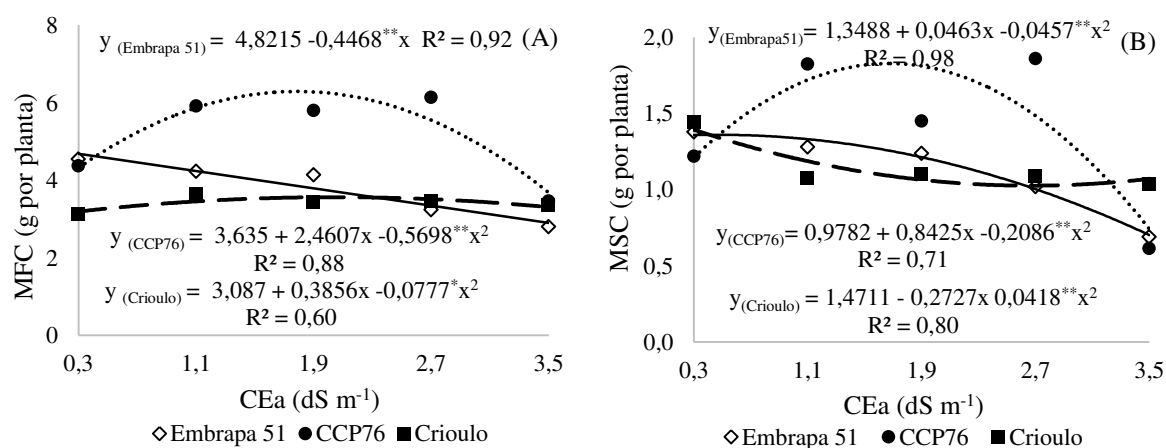 8
6
4
2
0
MFC (g por planta)
y (Embrapa 51) = 4,8215 -0,4468**x R² = 0,92 (A)
y (CCP76) = 3,635 + 2,4607x -0,5698**x²
R² = 0,88
y (Crioulo) = 3,087 + 0,3856x -0,0777*x²
R² = 0,60
0,3 1,1 1,9 2,7 3,5
CEa (dS m-1)
Embrapa 51 CCP76 Crioulo
2,0
1,5
1,0
0,5
0,0
MSC (g por planta)
y(Embrapa51)= 1,3488 + 0,0463x -0,0457**x²
R² = 0,98 (B)
y(CCP76)= 0,9782 + 0,8425x -0,2086**x²
R² = 0,71
y(Crioulo) = 1,4711 - 0,2727x 0,0418**x²
R² = 0,80
0,3 1,1 1,9 2,7 3,5
CEa (dS m-1)
Embrapa 51 CCP76 Crioulo